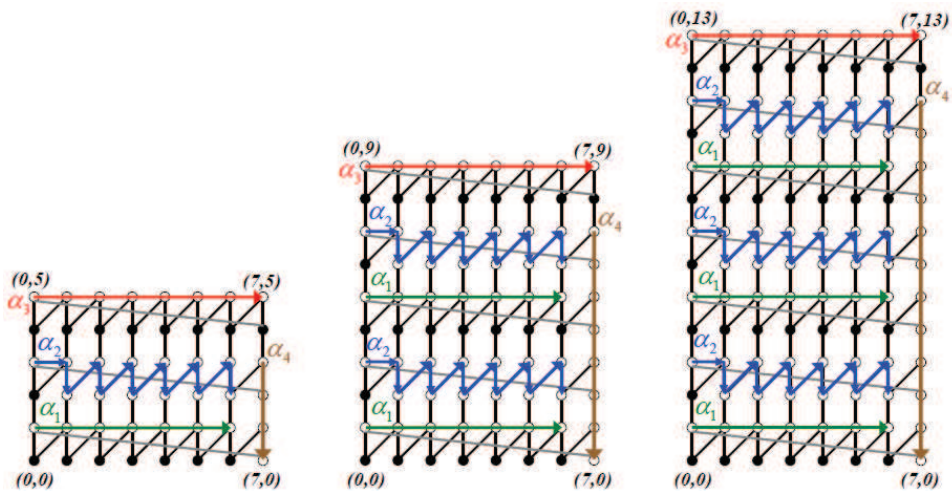 (0,5) (7,5)
α₃
α₂
α₄
α₁
(0,0) (7,0)
(0,9) (7,9)
α₃
α₂
α₄
α₁
α₂
α₁
(0,0) (7,0)
(0,13) (7,13)
α₃
α₂
α₄
α₁
α₂
α₁
α₂
α₁
(0,0) (7,0)